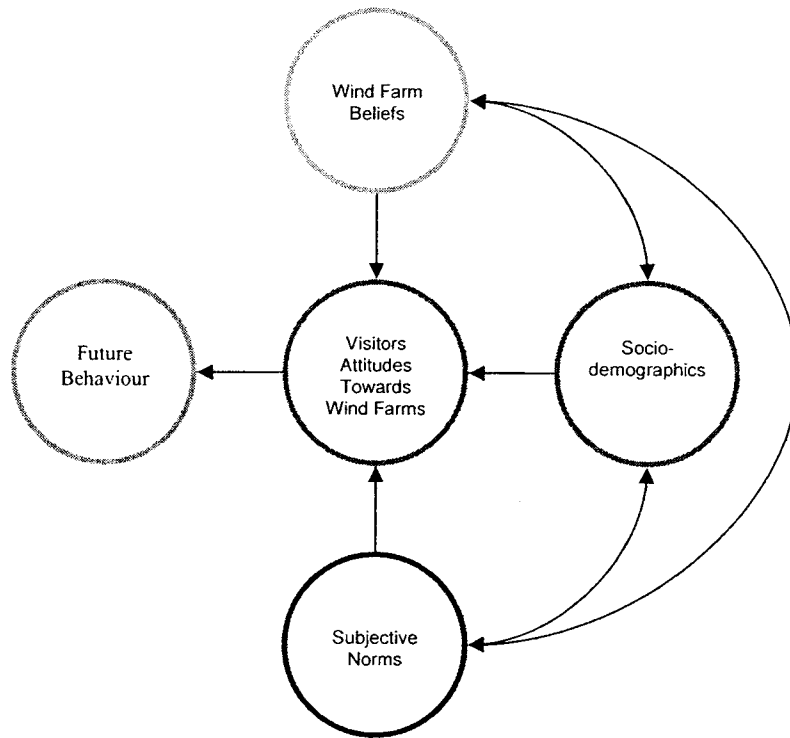 Wind Farm
Beliefs
Future
Behaviour
Visitors
Attitudes
Towards
Wind Farms
Socio-
demographics
Subjective
Norms